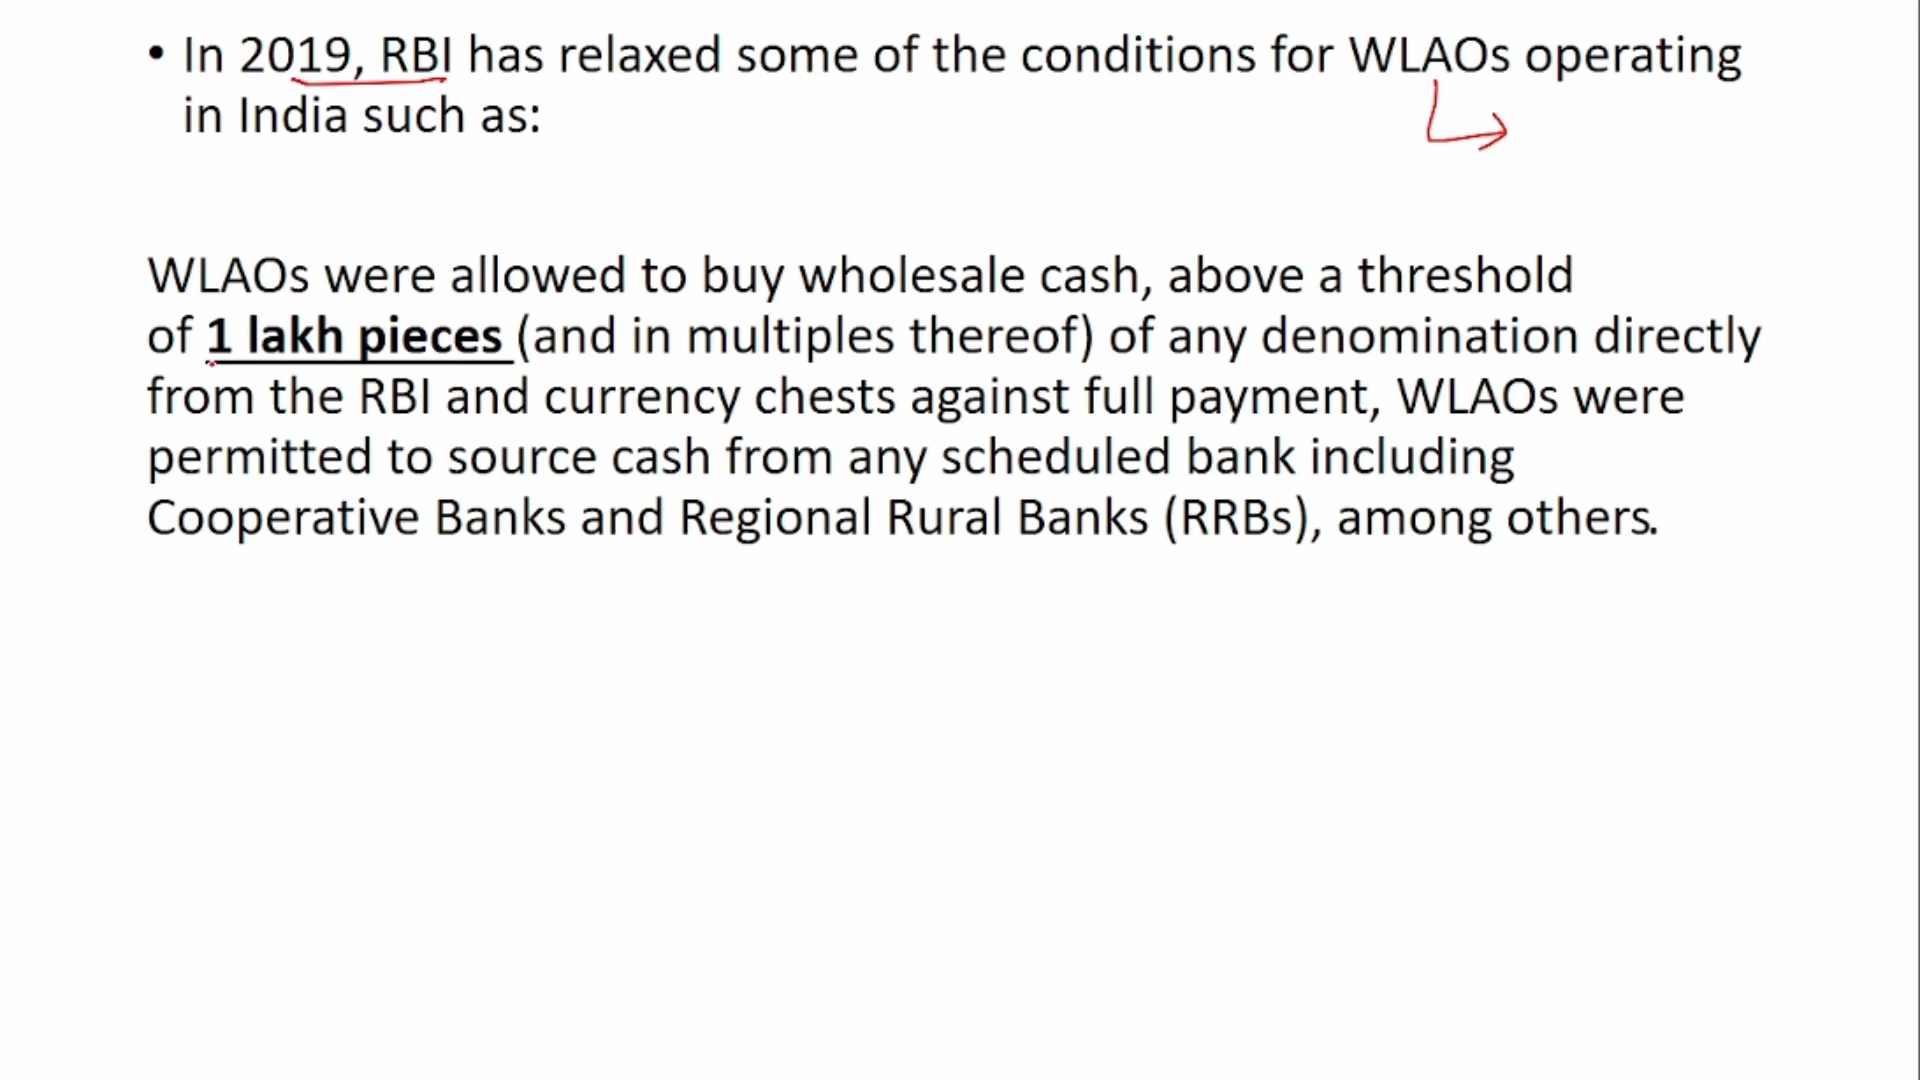 • In 2019, RBI has relaxed some of the conditions for WLAOs operating
in India such as:
WLAOs were allowed to buy wholesale cash, above a threshold
of 1 lakh pieces (and in multiples thereof) of any denomination directly
from the RBI and currency chests against full payment, WLAOs were
permitted to source cash from any scheduled bank including
Cooperative Banks and Regional Rural Banks (RRBs), among others.